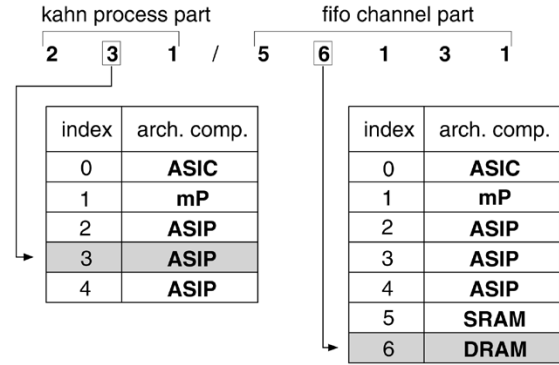 kahn process part fifo channel part
2 3 1 / 5 6 1 3 1
index arch. comp. index arch. comp.
0 ASIC 0 ASIC
1 mP 1 mP
2 ASIP 2 ASIP
3 ASIP 3 ASIP
4 ASIP 4 ASIP
5 SRAM
6 DRAM